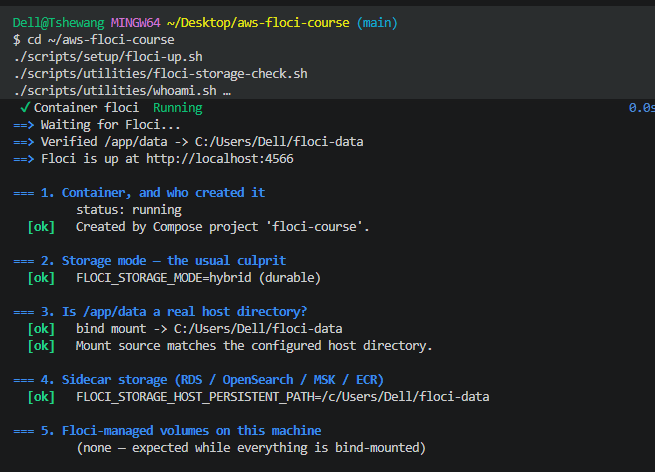 Dell@Tshewang MINGW64 ~/Desktop/aws-floci-course (main)
$ cd ~/aws-floci-course
./scripts/setup/floci-up.sh
./scripts/utilities/floci-storage-check.sh
./scripts/utilities/whoami.sh …
✓ Container floci Running 0.0s
==> Waiting for Floci...
==> Verified /app/data -> C:/Users/Dell/floci-data
==> Floci is up at http://localhost:4566
=== 1. Container, and who created it
status: running
[ok] Created by Compose project 'floci-course'.
=== 2. Storage mode — the usual culprit
[ok] FLOCI_STORAGE_MODE=hybrid (durable)
=== 3. Is /app/data a real host directory?
[ok] bind mount -> C:/Users/Dell/floci-data
[ok] Mount source matches the configured host directory.
=== 4. Sidecar storage (RDS / OpenSearch / MSK / ECR)
[ok] FLOCI_STORAGE_HOST_PERSISTENT_PATH=/c/Users/Dell/floci-data
=== 5. Floci-managed volumes on this machine
(none — expected while everything is bind-mounted)